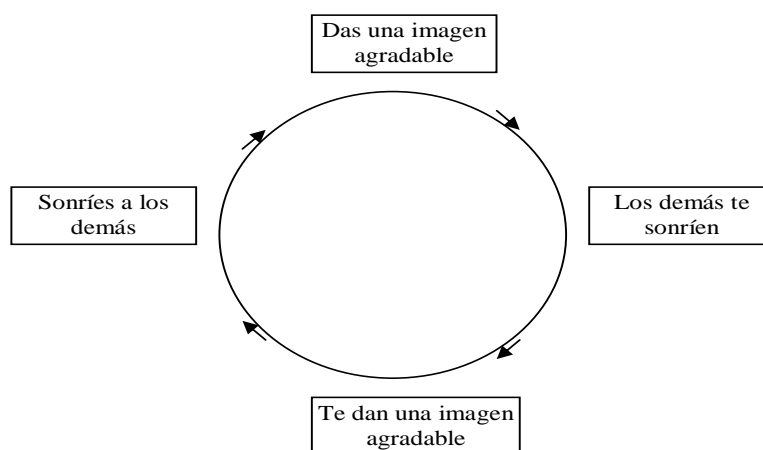 Das una imagen
agradable
Sonríes a los
demás
Los demás te
sonríen
Te dan una imagen
agradable